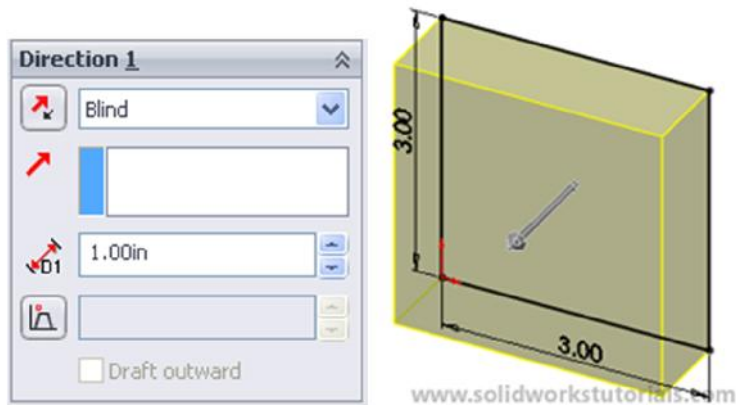 Direction 1
Blind
D1
1.00in
Draft outward
3.00
3.00
www.solidworkstutorials.com